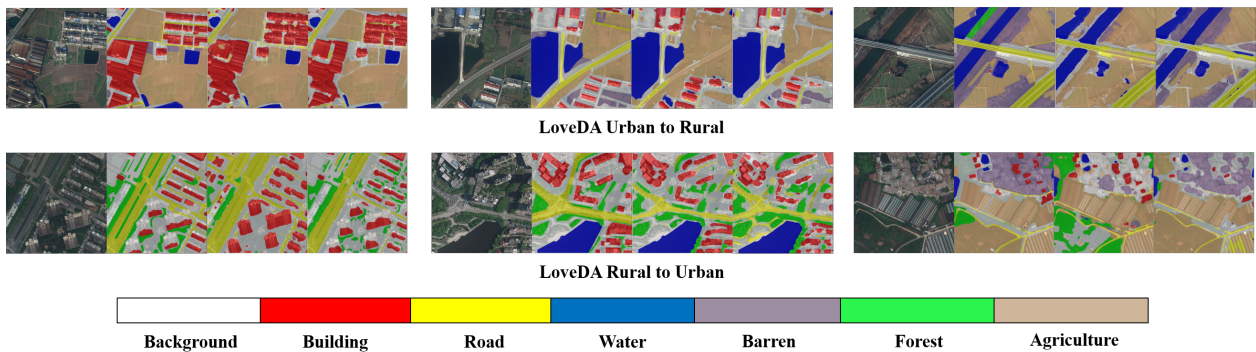 LoveDA Urban to Rural
LoveDA Rural to Urban
Background Building Road Water Barren Forest Agriculture